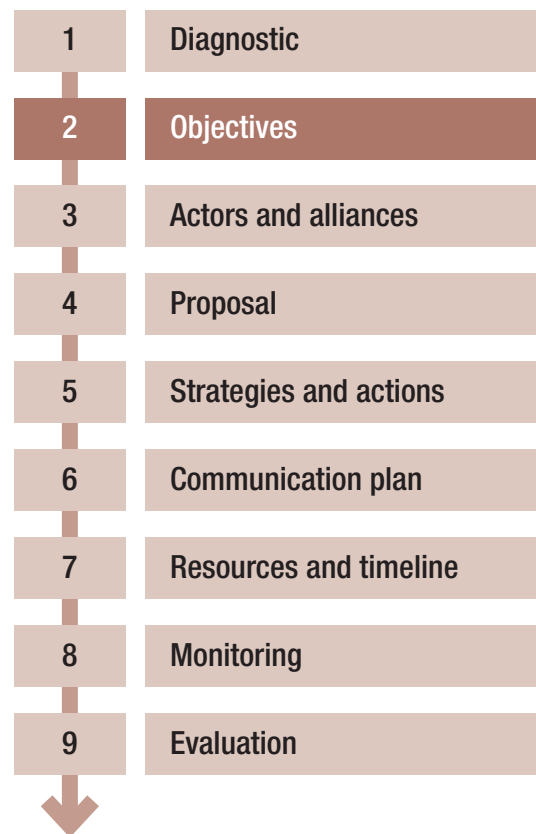 1 Diagnostic
2 Objectives
3 Actors and alliances
4 Proposal
5 Strategies and actions
6 Communication plan
7 Resources and timeline
8 Monitoring
9 Evaluation